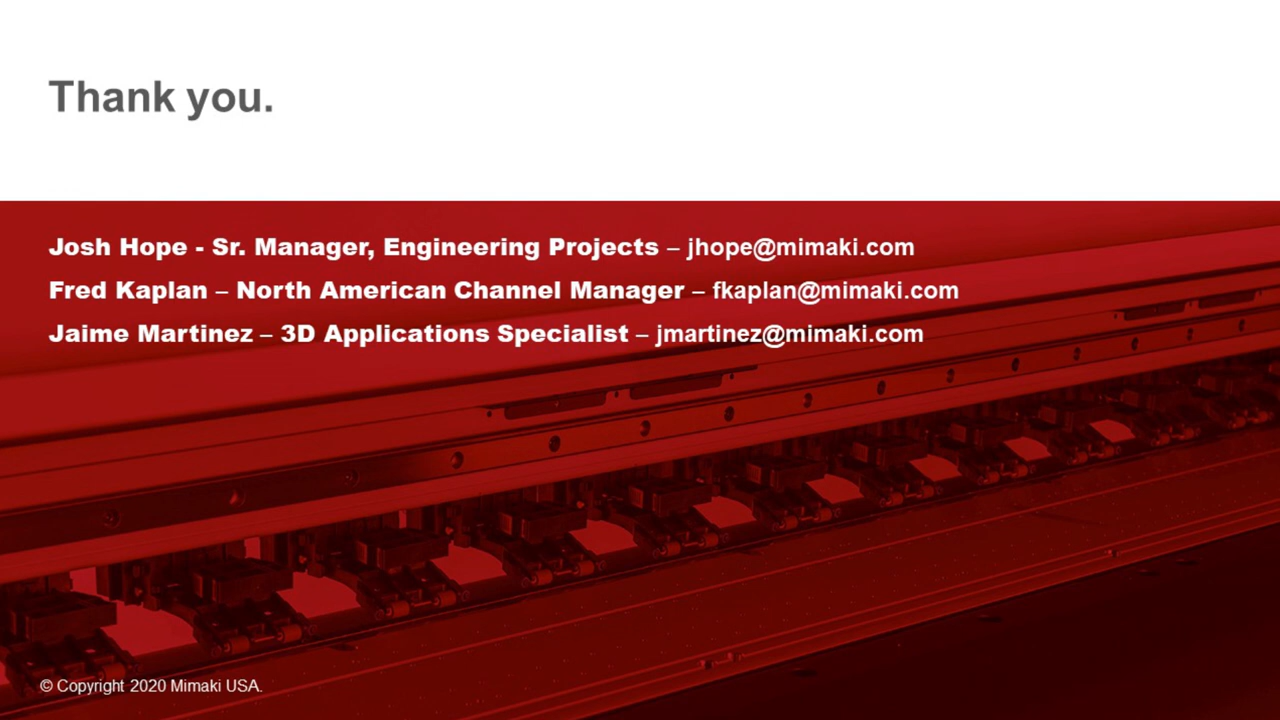 Thank you.
Josh Hope - Sr. Manager, Engineering Projects – jhope@mimaki.com
Fred Kaplan – North American Channel Manager – fkaplan@mimaki.com
Jaime Martinez – 3D Applications Specialist – jmartinez@mimaki.com
© Copyright 2020 Mimaki USA.